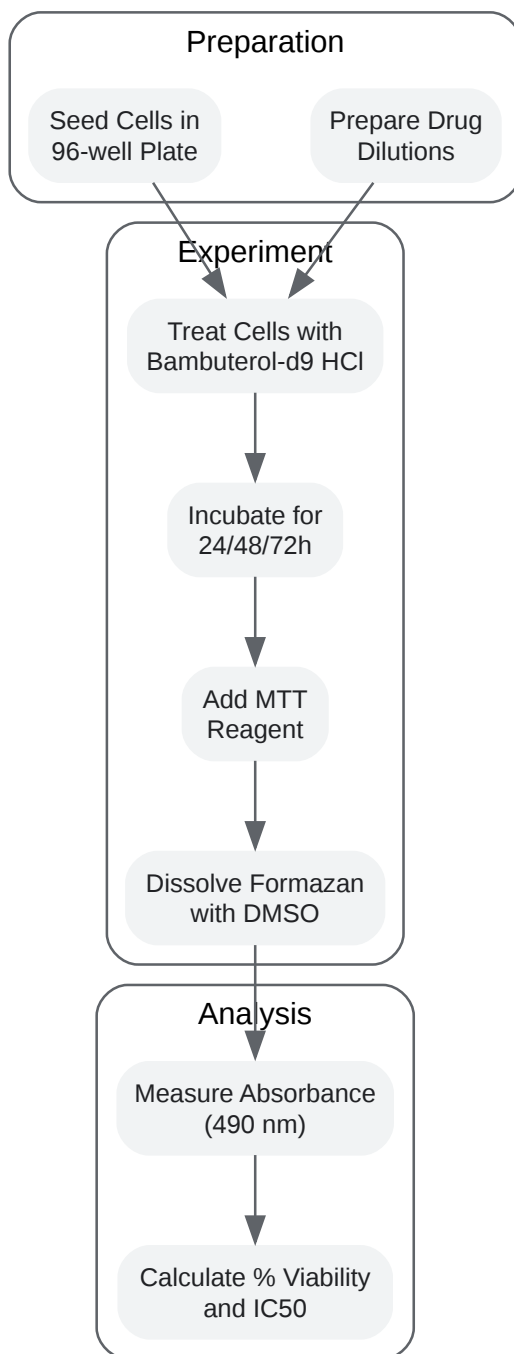 Preparation
Seed Cells in
96-well Plate
Prepare Drug
Dilutions
Experiment
Treat Cells with
Bambuterol-d9 HCl
Incubate for
24/48/72h
Add MTT
Reagent
Dissolve Formazan
with DMSO
Analysis
Measure Absorbance
(490 nm)
Calculate % Viability
and IC50